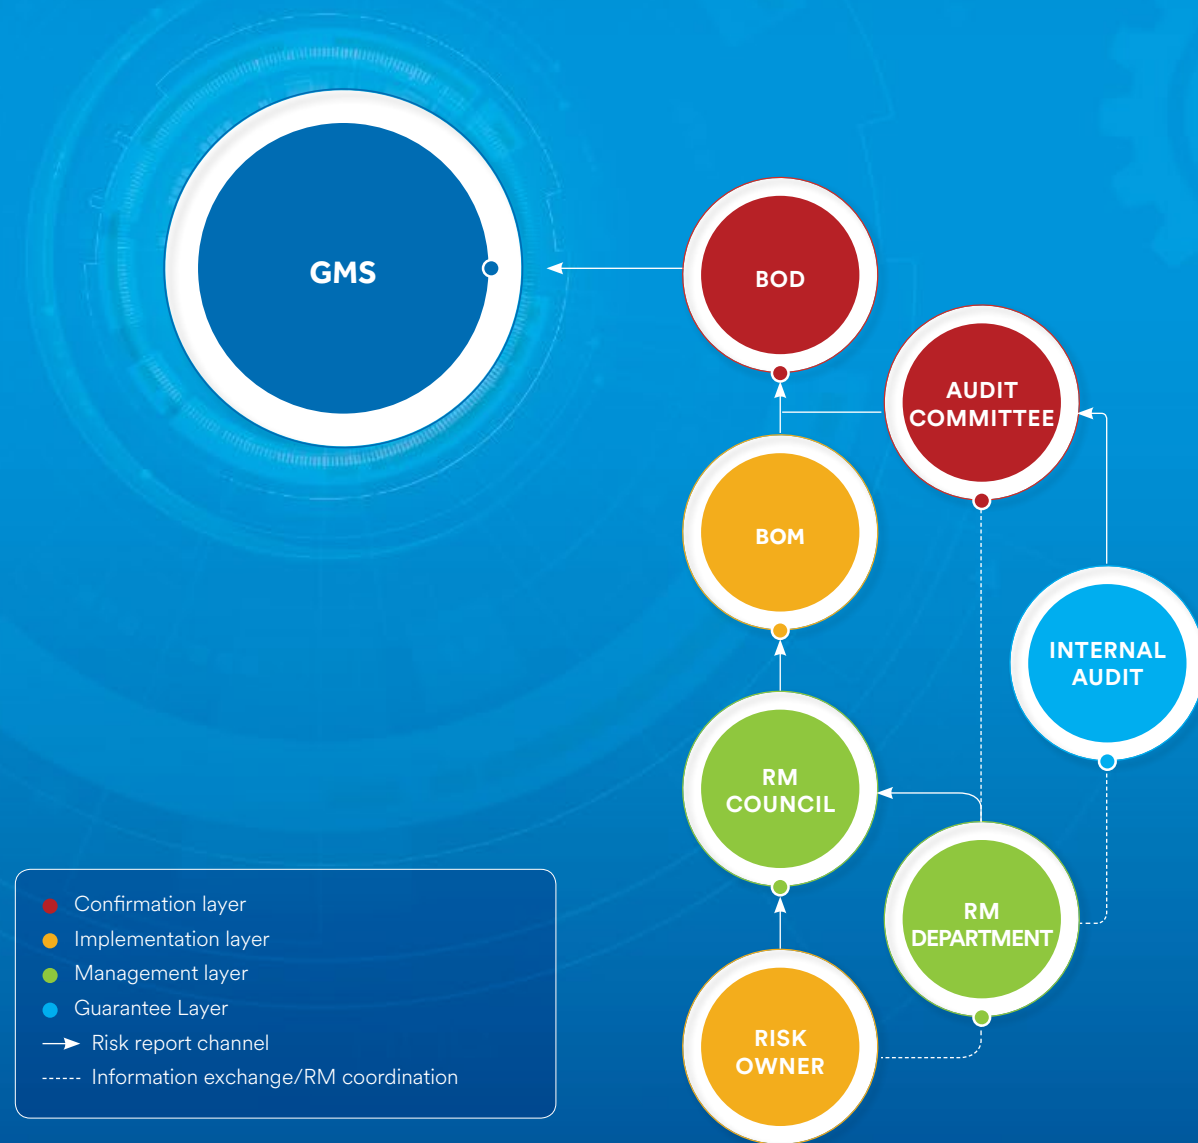 GMS
BOD
AUDIT
COMMITTEE
BOM
INTERNAL
AUDIT
RM
COUNCIL
RM
DEPARTMENT
RISK
OWNER
Confirmation layer
Implementation layer
Management layer
Guarantee Layer
Risk report channel
Information exchange/RM coordination